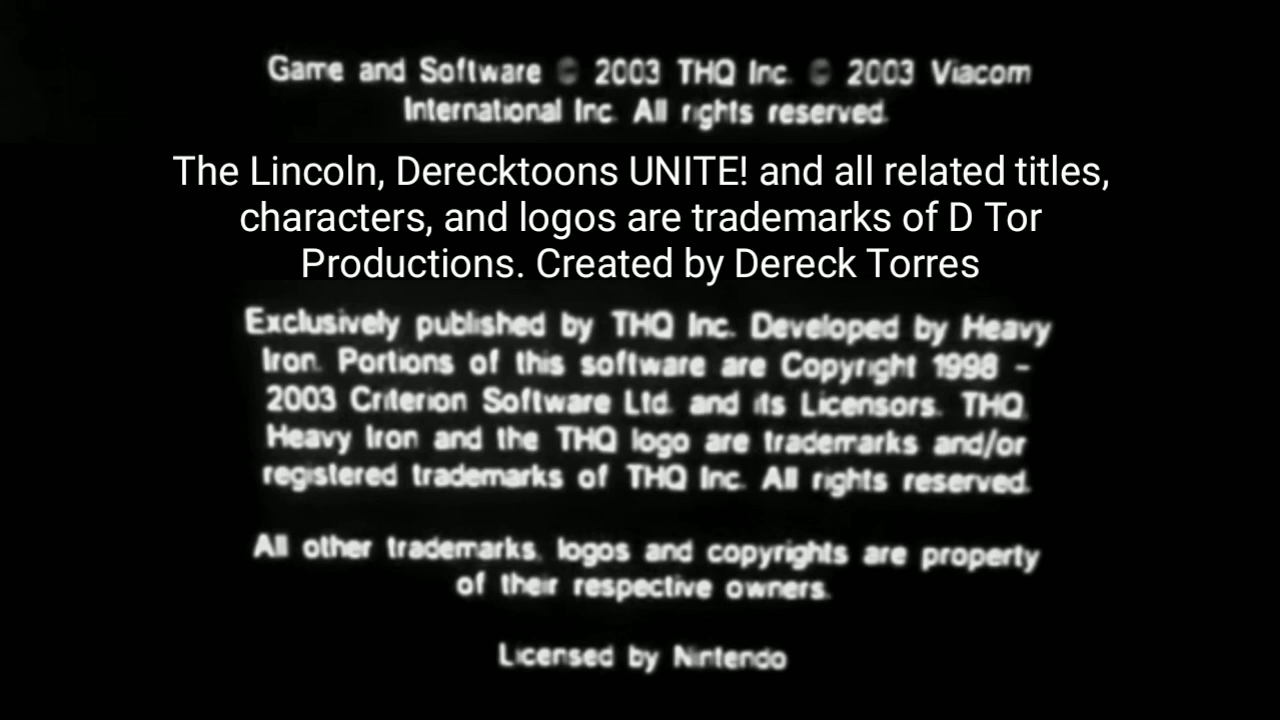 Game and Software © 2003 THQ Inc. © 2003 Viacom
International Inc. All rights reserved.
The Lincoln, Derecktoons UNITE! and all related titles,
characters, and logos are trademarks of D Tor
Productions. Created by Dereck Torres
Exclusively published by THQ Inc. Developed by Heavy
Iron. Portions of this software are Copyright 1998 -
2003 Criterion Software Ltd. and its Licensors. THQ,
Heavy Iron and the THQ logo are trademarks and/or
registered trademarks of THQ Inc. All rights reserved.
All other trademarks, logos and copyrights are property
of their respective owners.
Licensed by Nintendo